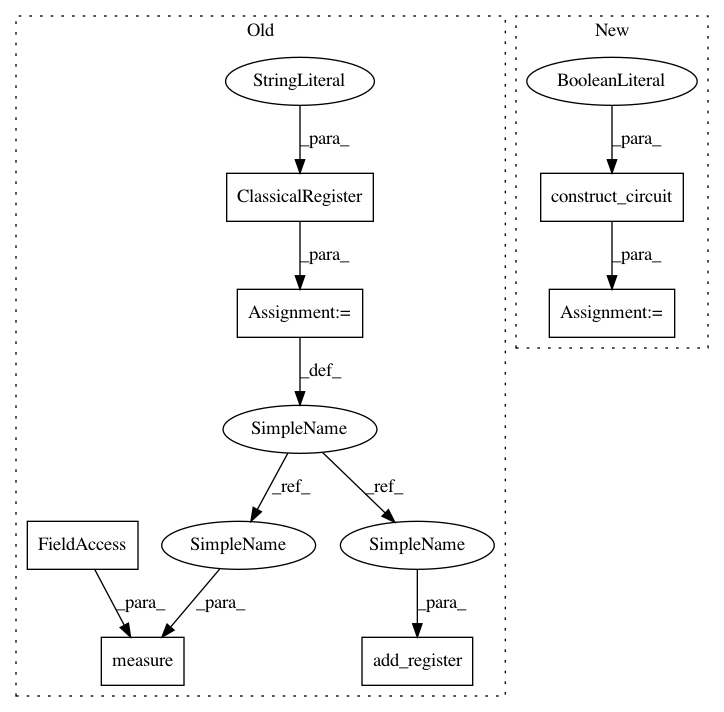 Old
New
StringLiteral
BooleanLiteral
_para_
_para_
ClassicalRegister
construct_circuit
_para_
_para_
Assignment:=
Assignment:=
_def_
SimpleName
_ref_
_ref_
FieldAccess
SimpleName
SimpleName
_para_
_para_
_para_
measure
add_register